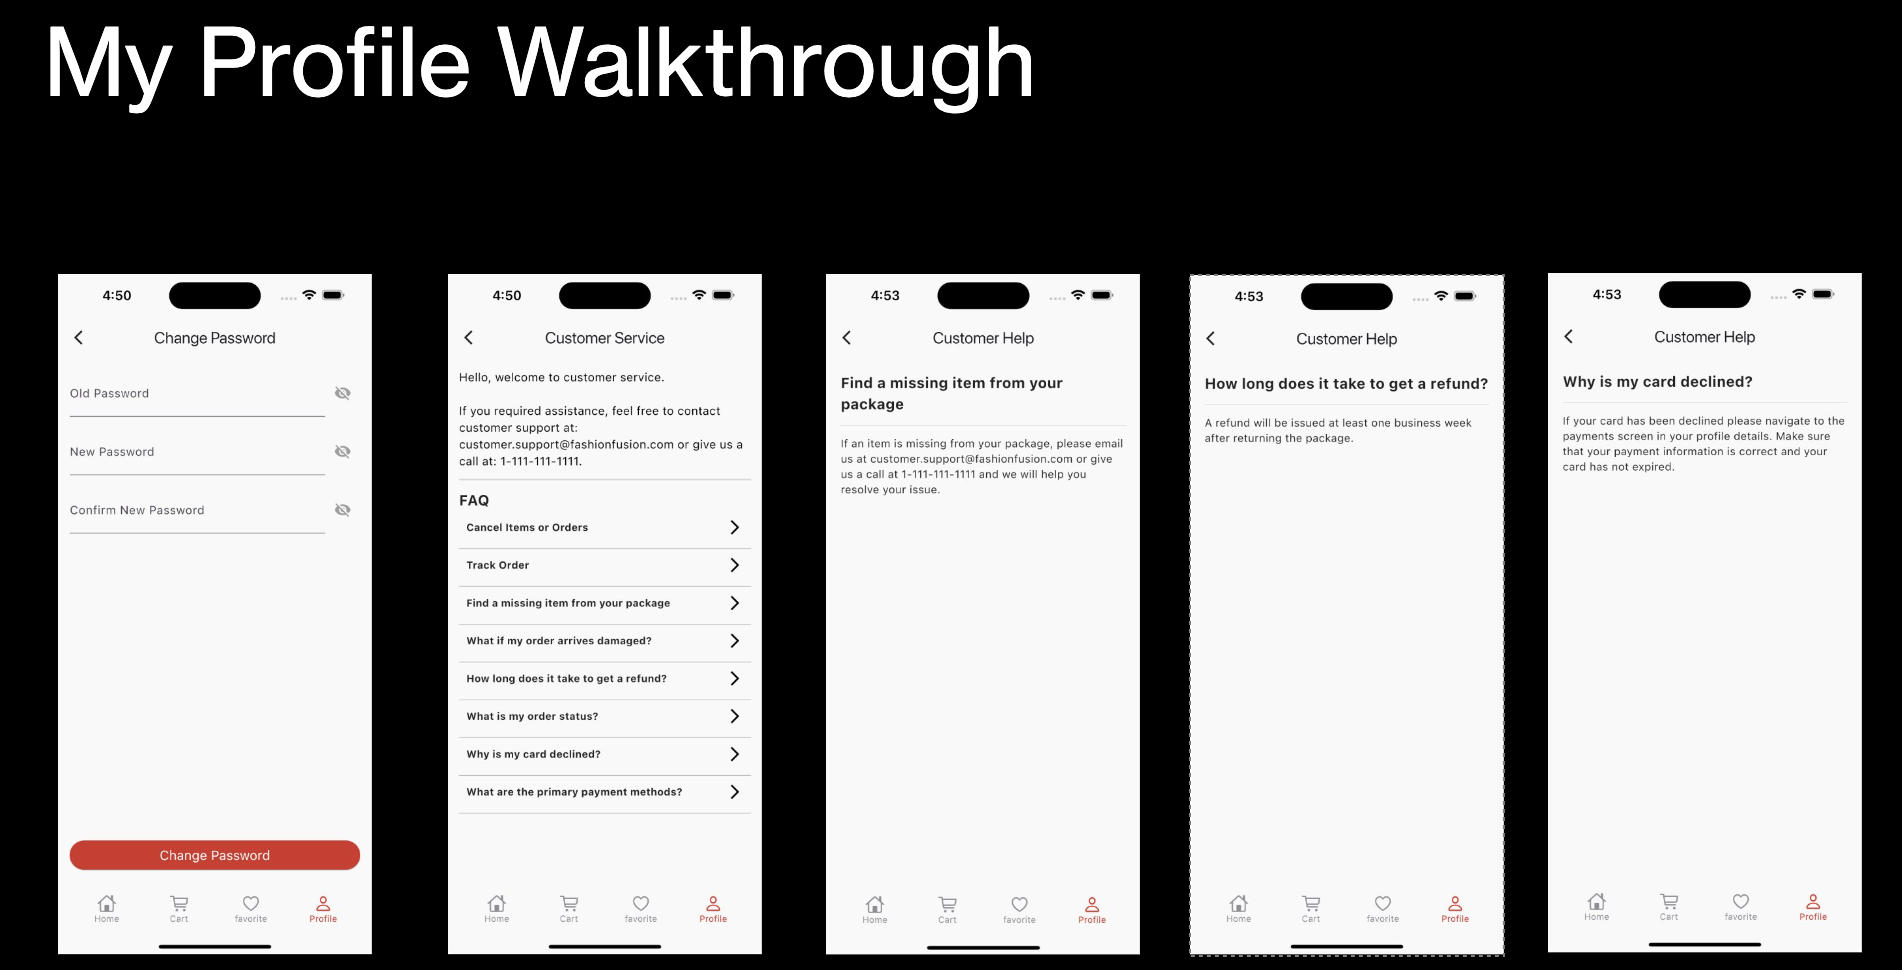 My Profile Walkthrough
4:50
Change Password
Old Password
New Password
Confirm New Password
Change Password
Home
Cart
favorite
Profile
4:50
Customer Service
Hello, welcome to customer service.
If you required assistance, feel free to contact
customer support at:
customer.support@fashionfusion.com or give us a
call at: 1-111-111-1111.
FAQ
Cancel Items or Orders
Track Order
Find a missing item from your package
What if my order arrives damaged?
How long does it take to get a refund?
What is my order status?
Why is my card declined?
What are the primary payment methods?
Home
Cart
favorite
Profile
4:53
Customer Help
Find a missing item from your
package
If an item is missing from your package, please email
us at customer.support@fashionfusion.com or give
us a call at 1-111-111-1111 and we will help you
resolve your issue.
Home
Cart
favorite
Profile
4:53
Customer Help
How long does it take to get a refund?
A refund will be issued at least one business week
after returning the package.
Home
Cart
favorite
Profile
4:53
Customer Help
Why is my card declined?
If your card has been declined please navigate to the
payments screen in your profile details. Make sure
that your payment information is correct and your
card has not expired.
Home
Cart
favorite
Profile